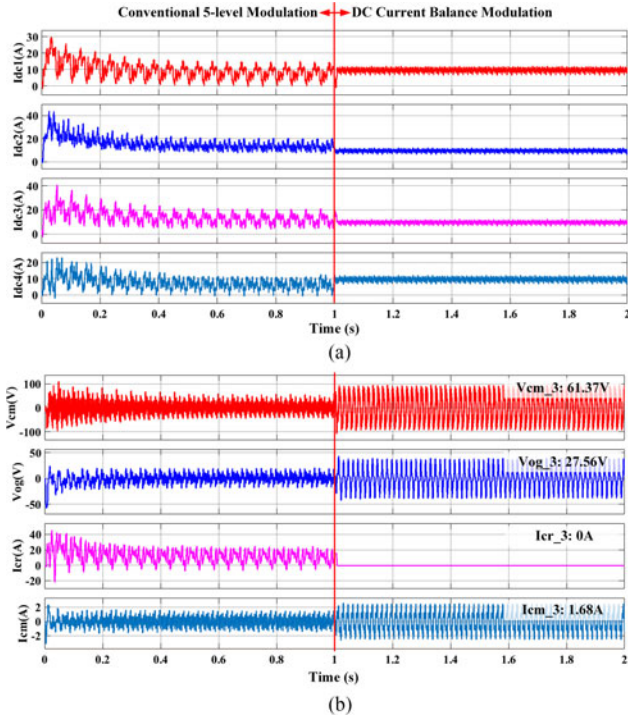 Conventional 5-level Modulation DC Current Balance Modulation
Idc1(A)
30
20
10
0
Idc2(A)
40
20
0
Idc3(A)
40
20
0
Idc4(A)
20
10
0
0 0.2 0.4 0.6 0.8 1 1.2 1.4 1.6 1.8 2
Time (s)
(a)
Vcm(V)
100
0
-100
Vcm_3: 61.37V
Vog(V)
50
0
-50
Vog_3: 27.56V
Icr(A)
40
20
0
-20
Icr_3: 0A
Icm(A)
2
0
-2
Icm_3: 1.68A
0 0.2 0.4 0.6 0.8 1 1.2 1.4 1.6 1.8 2
Time (s)
(b)